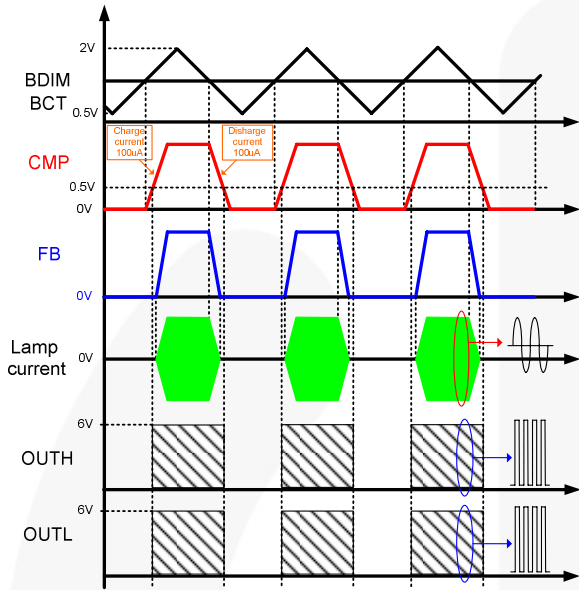 2V
BDIM
BCT
0.5V
Charge
current
100uA
Disharge
current
100uA
CMP
0.5V
0V
FB
0V
Lamp
current
0V
6V
OUTH
6V
OUTL